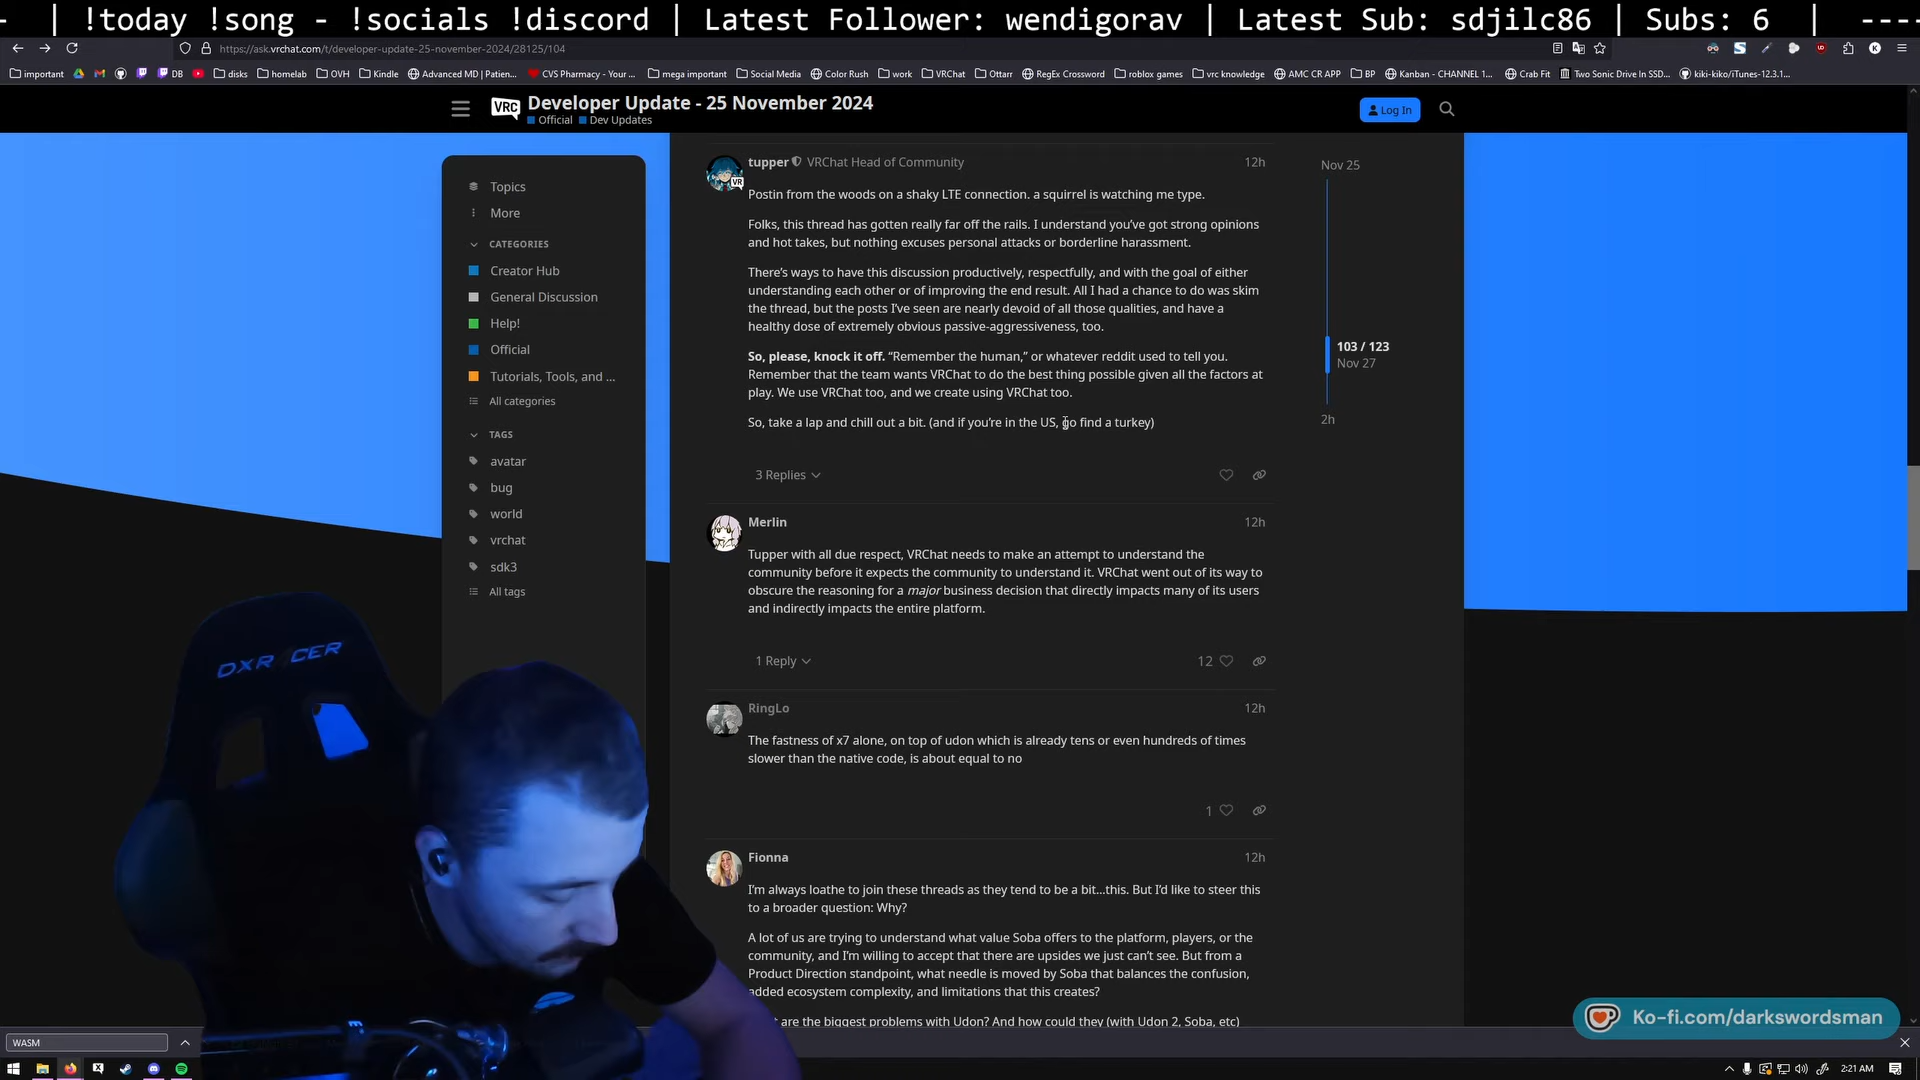 - | !today !song - !socials !discord | Latest Follower: wendigorav | Latest Sub: sdjilc86 | Subs: 6 | ----
https://ask.vrchat.com/t/developer-update-25-november-2024/28125/104
important DB disks homelab OVH Kindle Advanced MD | Patien... CVS Pharmacy - Your ... mega important Social Media Color Rush work VRChat Ottarr RegEx Crossword roblox games vrc knowledge AMC CR APP BP Kanban - CHANNEL 1... Crab Fit Two Sonic Drive In SSD... kiki-kiko/iTunes-12.3.1...
VRC Developer Update - 25 November 2024
Official Dev Updates
Log In
Topics
More
CATEGORIES
Creator Hub
General Discussion
Help!
Official
Tutorials, Tools, and ...
All categories
TAGS
avatar
bug
world
vrchat
sdk3
All tags
tupper VRChat Head of Community 12h
Postin from the woods on a shaky LTE connection. a squirrel is watching me type.
Folks, this thread has gotten really far off the rails. I understand you’ve got strong opinions
and hot takes, but nothing excuses personal attacks or borderline harassment.
There’s ways to have this discussion productively, respectfully, and with the goal of either
understanding each other or of improving the end result. All I had a chance to do was skim
the thread, but the posts I’ve seen are nearly devoid of all those qualities, and have a
healthy dose of extremely obvious passive-aggressiveness, too.
So, please, knock it off. “Remember the human,” or whatever reddit used to tell you.
Remember that the team wants VRChat to do the best thing possible given all the factors at
play. We use VRChat too, and we create using VRChat too.
So, take a lap and chill out a bit. (and if you’re in the US, go find a turkey)
3 Replies
Nov 25
103 / 123
Nov 27
2h
Merlin 12h
Tupper with all due respect, VRChat needs to make an attempt to understand the
community before it expects the community to understand it. VRChat went out of its way to
obscure the reasoning for a major business decision that directly impacts many of its users
and indirectly impacts the entire platform.
1 Reply 12
RingLo 12h
The fastness of x7 alone, on top of udon which is already tens or even hundreds of times
slower than the native code, is about equal to no
1
Fionna 12h
I’m always loathe to join these threads as they tend to be a bit...this. But I’d like to steer this
to a broader question: Why?
A lot of us are trying to understand what value Soba offers to the platform, players, or the
community, and I’m willing to accept that there are upsides we just can’t see. But from a
Product Direction standpoint, what needle is moved by Soba that balances the confusion,
added ecosystem complexity, and limitations that this creates?
are the biggest problems with Udon? And how could they (with Udon 2, Soba, etc)
DXRACER
Ko-fi.com/darkswordsman
WASM
2:21 AM